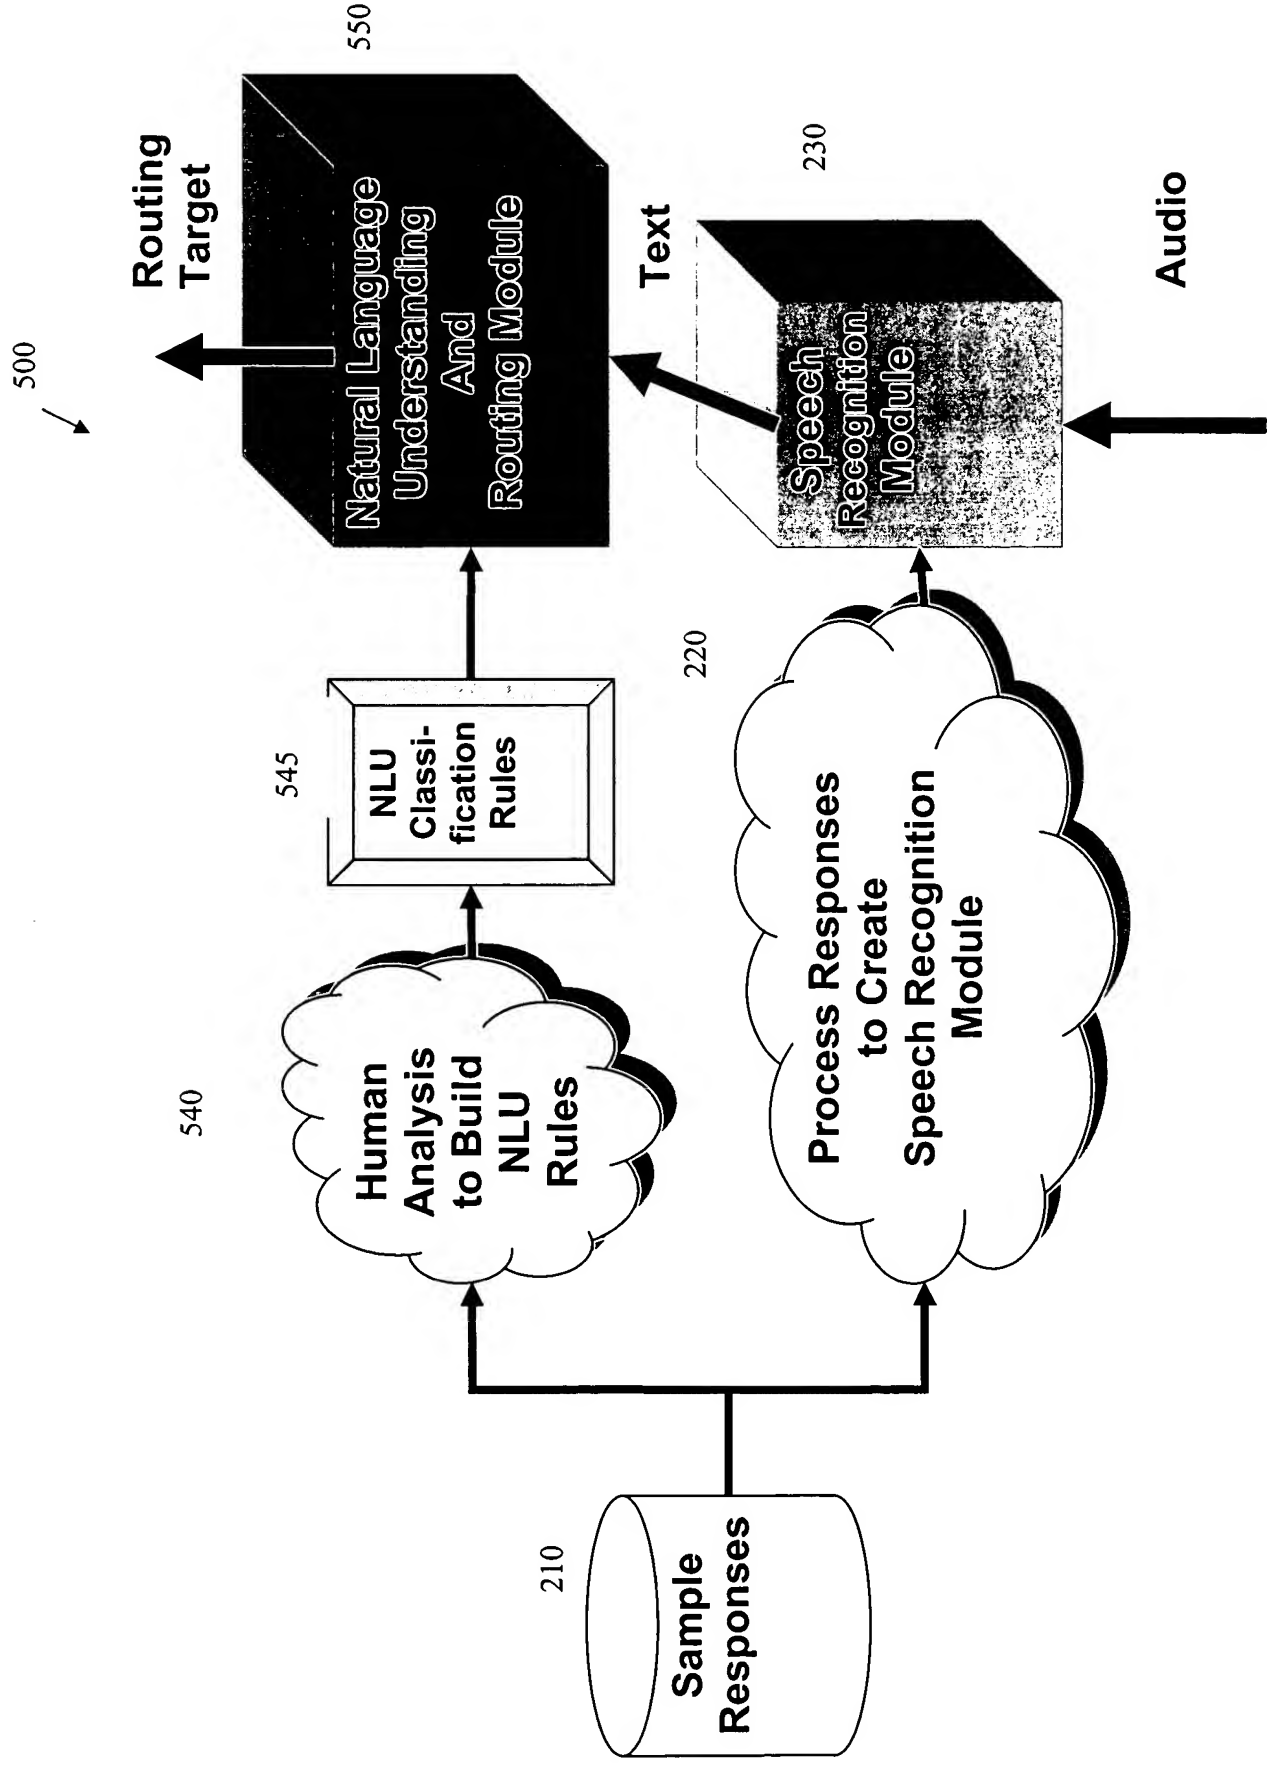 500
Routing
Target
550
Natural Language
Understanding
And
Routing Module
545
NLU
Classifi-
fication
Rules
540
Human
Analysis
to Build
NLU
Rules
Text
230
Speech
Recognition
Module
Audio
220
Process Responses
to Create
Speech Recognition
Module
210
Sample
Responses